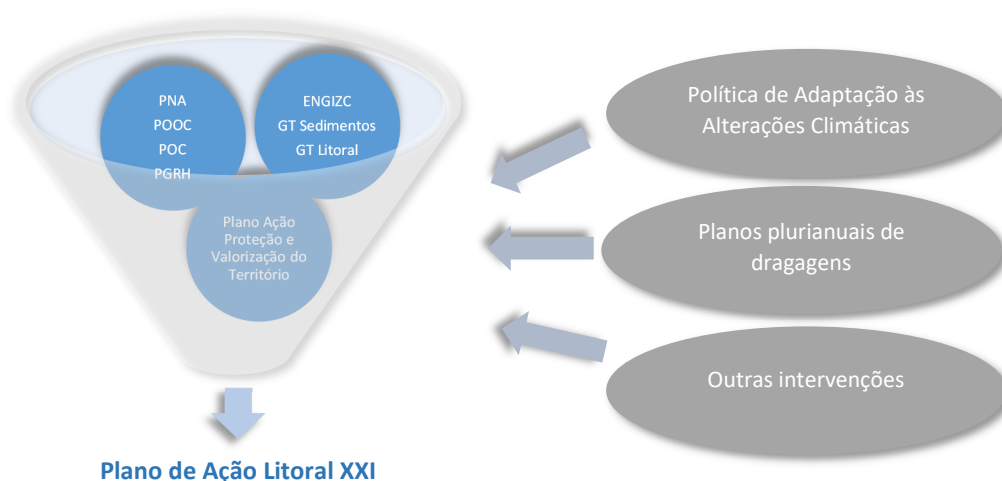 PNA
POOC
POC
PGRH
ENGIZC
GT Sedimentos
GT Litoral
Plano Ação
Proteção e
Valorização do
Território
Política de Adaptação às
Alterações Climáticas
Planos plurianuais de
dragagens
Outras intervenções
Plano de Ação Litoral XXI